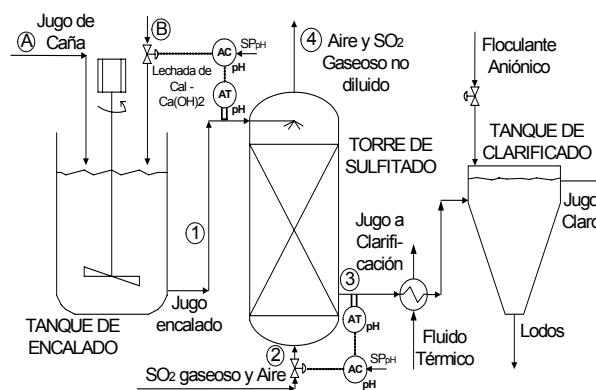 Jugo de
Caña
A
B
Lechada de
Cal -
Ca(OH)2
AC
pH
SPpH
AT
pH
4
Aire y SO2
Gaseoso no
diluido
Floculante
Aniónico
TORRE DE
SULFITADO
TANQUE DE
CLARIFICADO
1
Jugo a
Clarifi-
cación
Jugo
Claro
3
Jugo
encalado
TANQUE DE
ENCALADO
AT
pH
2
SPpH
AC
pH
Fluido
Térmico
Lodos
SO2 gaseoso y Aire